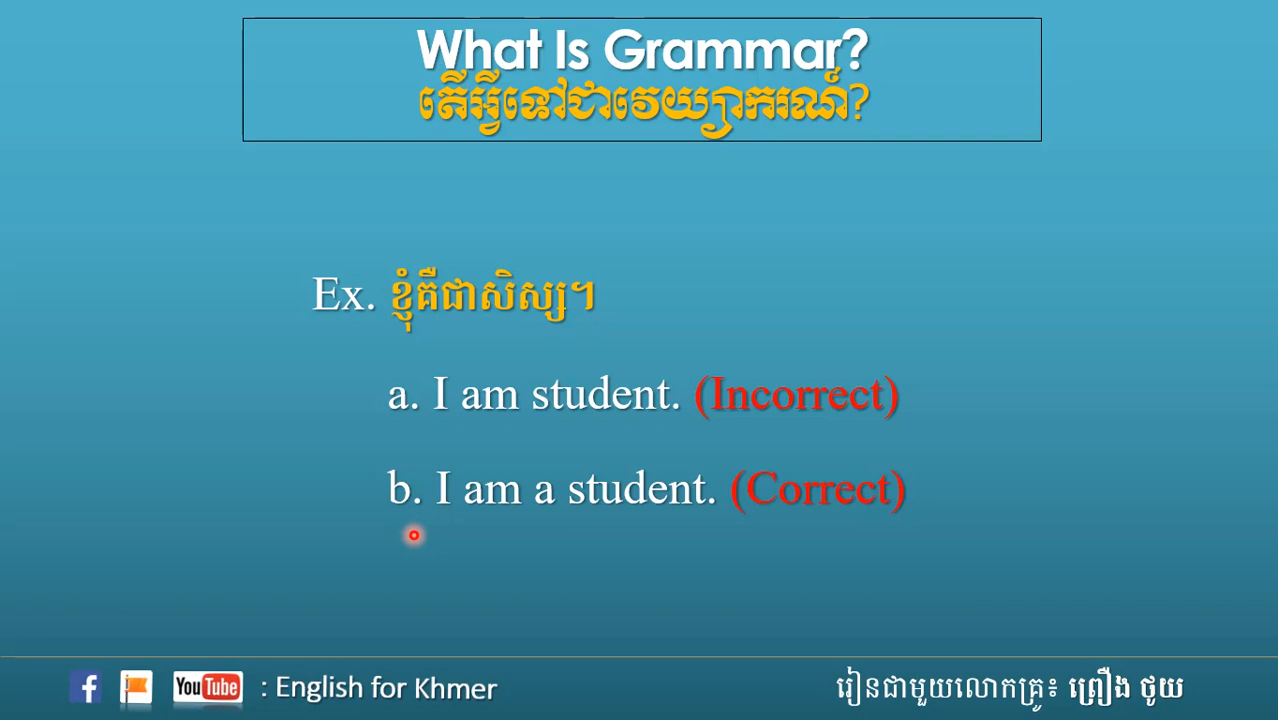 What Is Grammar?
តើអ្វីទៅជាវេយ្យាករណ៍?
Ex. ខ្ញុំគឺជាសិស្ស។
a. I am student. (Incorrect)
b. I am a student. (Correct)
YouTube : English for Khmer
រៀនជាមួយលោកគ្រូ៖ ព្រឿង ថូយ